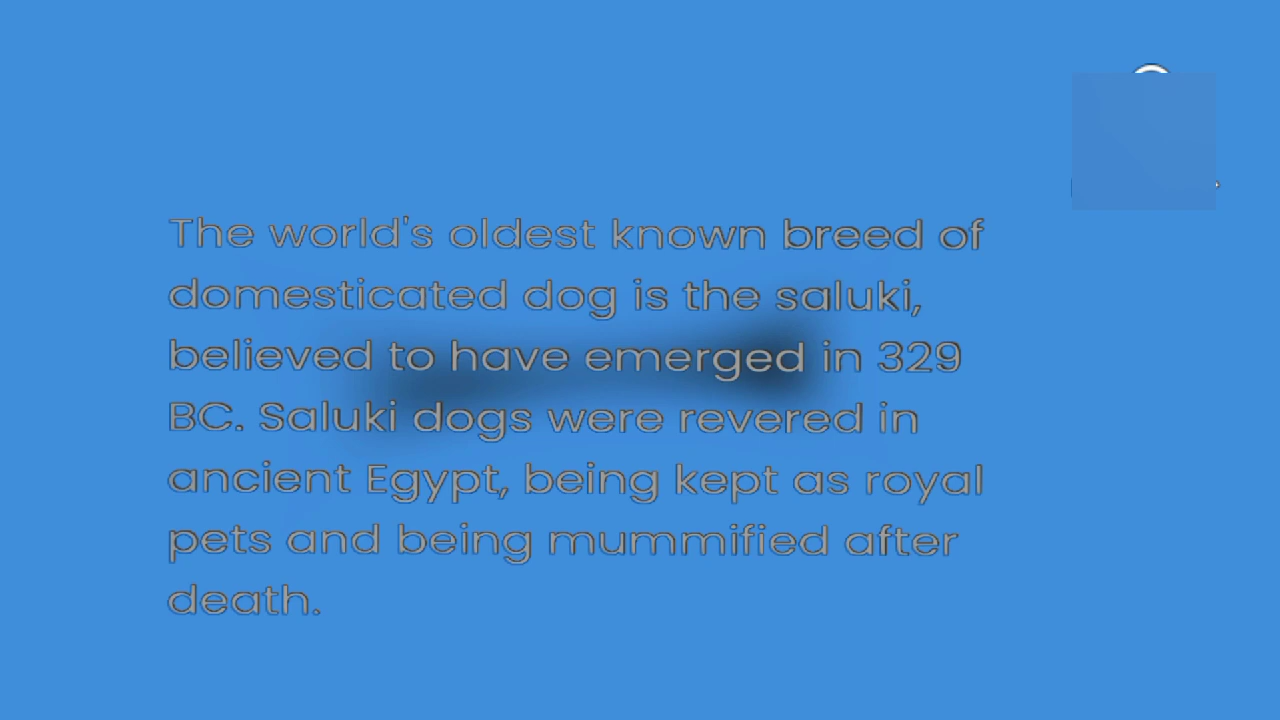 The world's oldest known breed of
domesticated dog is the saluki,
believed to have emerged in 329
BC. Saluki dogs were revered in
ancient Egypt, being kept as royal
pets and being mummified after
death.